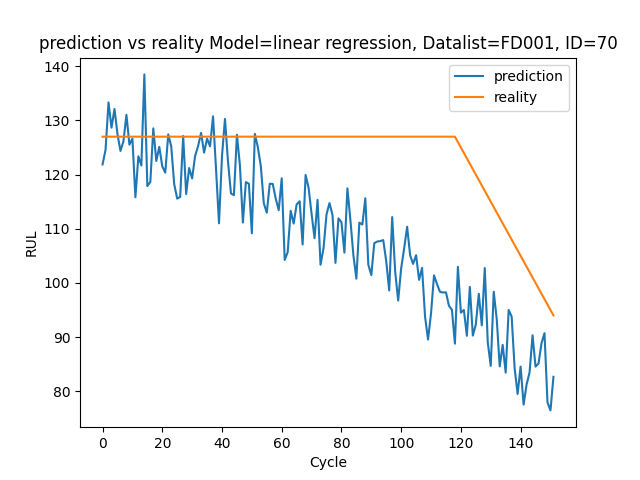 prediction vs reality Model=linear regression, Datalist=FD001, ID=70
140
130
120
110
100
90
80
RUL
prediction
reality
0 20 40 60 80 100 120 140
Cycle